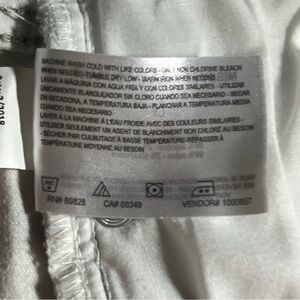 MACHINE WASH COLD WITH LIKE COLORS - ONLY NON CHLORINE BLEACH
WHEN NEEDED - TUMBLE DRY LOW - WARM IRON WHEN NEEDED
LAVAR A MÁQUINA CON AGUA FRÍA Y CON COLORES SIMILARES - UTILIZAR
ÚNICAMENTE BLANQUEADOR SIN CLORO CUANDO SEA NECESARIO - SECAR
EN SECADORA, A TEMPERATURA BAJA - PLANCHAR A TEMPERATURA MEDIA
CUANDO SEA NECESARIO
LAVER À LA MACHINE À L'EAU FROIDE AVEC DES COULEURS SIMILAIRES -
UTILISER SEULEMENT UN AGENT DE BLANCHIMENT NON CHLORÉ AU BESOIN
- SÉCHER PAR CULBUTAGE À BASSE TEMPÉRATURE - REPASSER À
TEMPÉRATURE MOYENNE AU BESOIN
RN# 89828 CA# 08349 VENDOR# 1000657